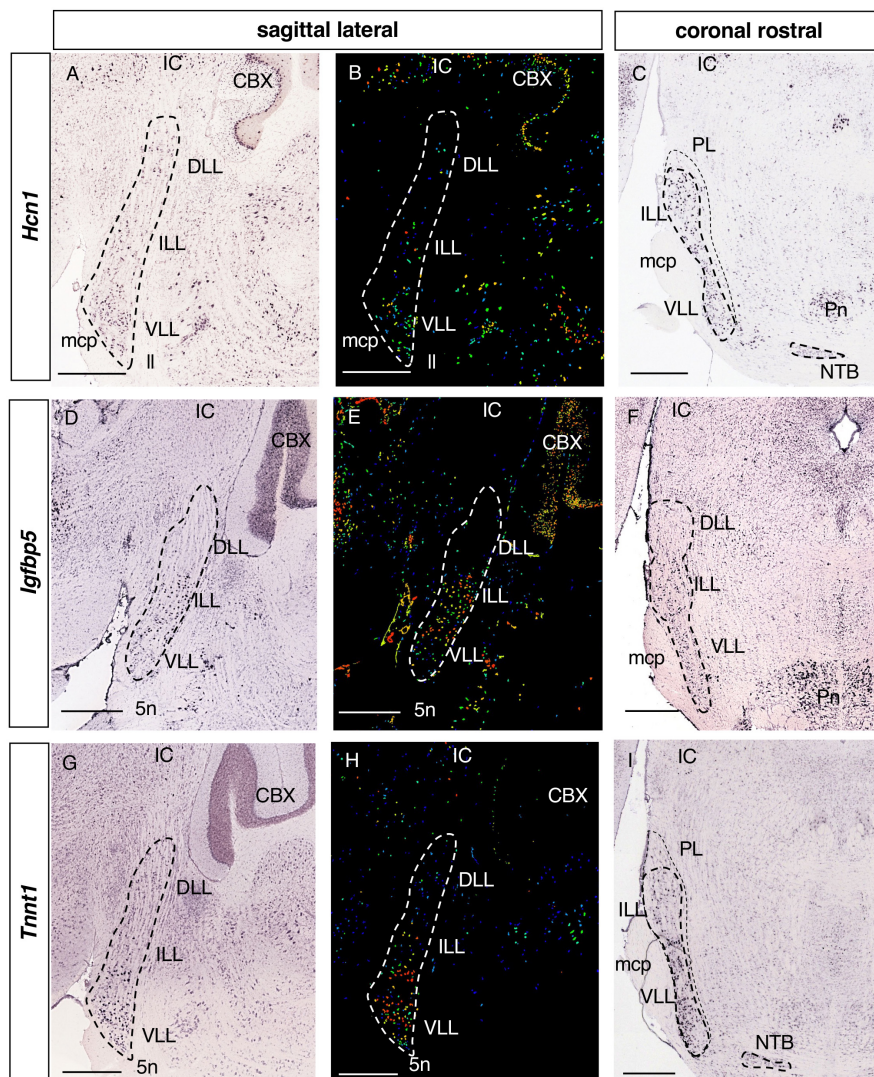 sagittal lateral
coronal rostral
Hcn1
A
IC
CBX
DLL
ILL
VLL
mcp
ll
B
IC
CBX
DLL
ILL
VLL
mcp
ll
C
IC
PL
ILL
mcp
VLL
Pn
NTB
Igfbp5
D
IC
CBX
DLL
ILL
VLL
5n
E
IC
CBX
DLL
ILL
VLL
5n
F
IC
DLL
ILL
VLL
mcp
Pn
Tnnt1
G
IC
CBX
DLL
ILL
VLL
5n
H
IC
CBX
DLL
ILL
VLL
5n
I
IC
PL
ILL
mcp
VLL
NTB